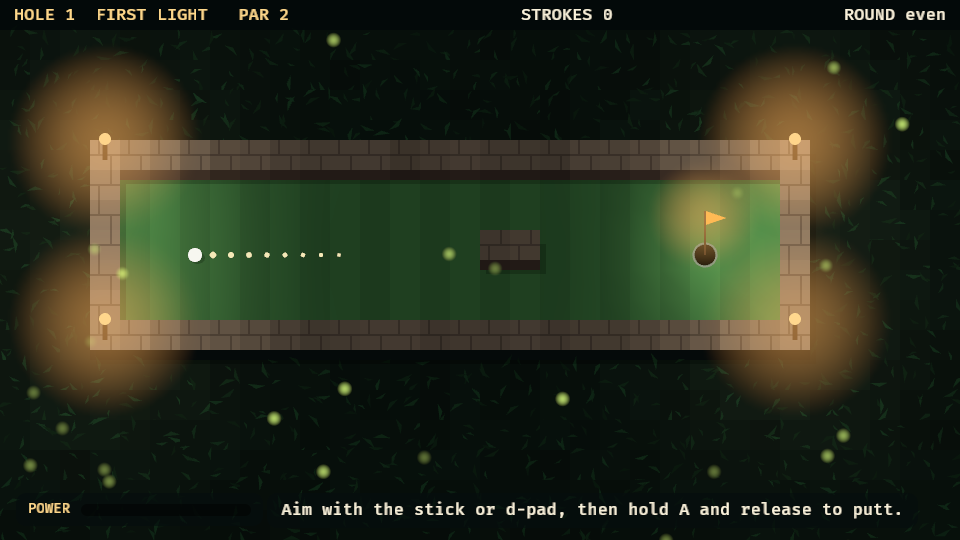 HOLE 1 FIRST LIGHT PAR 2 STROKES 0 ROUND even
POWER Aim with the stick or d-pad, then hold A and release to putt.